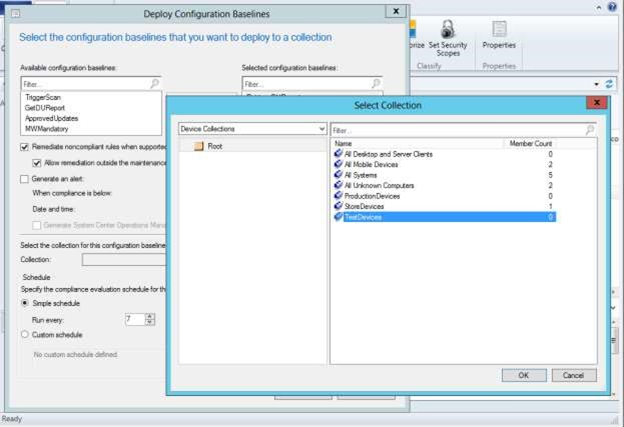 Deploy Configuration Baselines
x
Select the configuration baselines that you want to deploy to a collection
Set Security Scopes
Properties
Classify
Properties
Available configuration baselines:
Selected configuration baselines:
Filter...
Filter...
TriggerScan
GetDUReport
ApprovedUpdates
MWMandatory
Remediate noncompliant rules when supported
Allow remediation outside the maintenance
Generate an alert:
When compliance is below:
Date and time:
Generate System Center Operations Mana
Select the collection for this configuration baseline
Collection:
Schedule
Specify the compliance evaluation schedule for th
Simple schedule
Run every:
7
Custom schedule
No custom schedule defined.
Select Collection
x
Device Collections
Filter...
Root
Name
Member Count
All Desktop and Server Clients
0
All Mobile Devices
2
All Systems
5
All Unknown Computers
2
ProductionDevices
0
StoreDevices
1
TestDevices
0
OK
Cancel
Ready